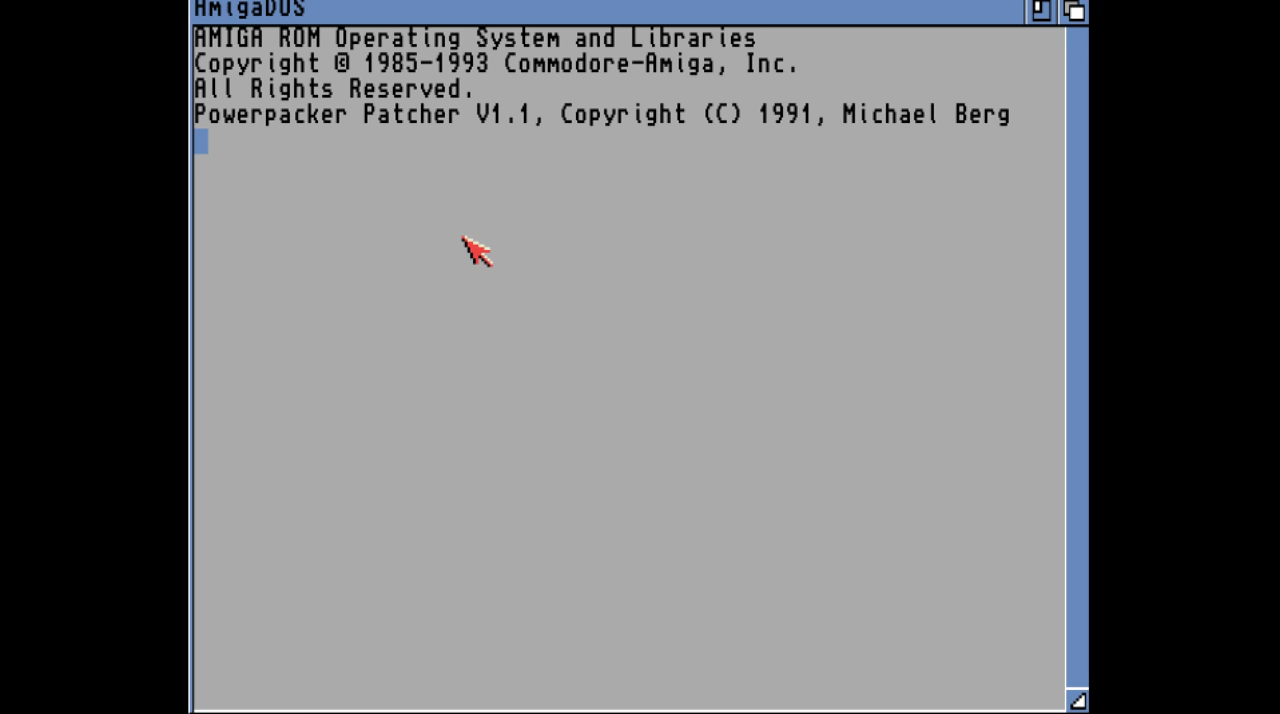 AmigaDOS
AMIGA ROM Operating System and Libraries
Copyright © 1985-1993 Commodore-Amiga, Inc.
All Rights Reserved.
Powerpacker Patcher V1.1, Copyright (C) 1991, Michael Berg